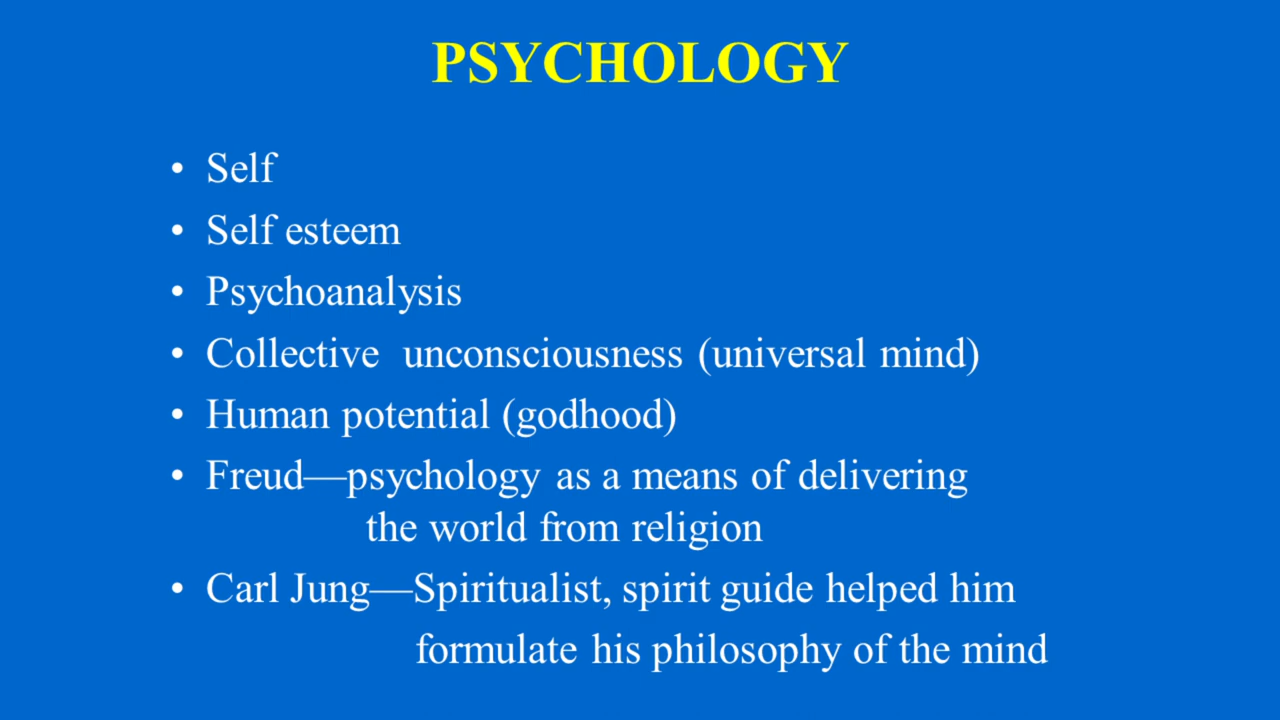 PSYCHOLOGY
• Self
• Self esteem
• Psychoanalysis
• Collective unconsciousness (universal mind)
• Human potential (godhood)
• Freud—psychology as a means of delivering
the world from religion
• Carl Jung—Spiritualist, spirit guide helped him
formulate his philosophy of the mind